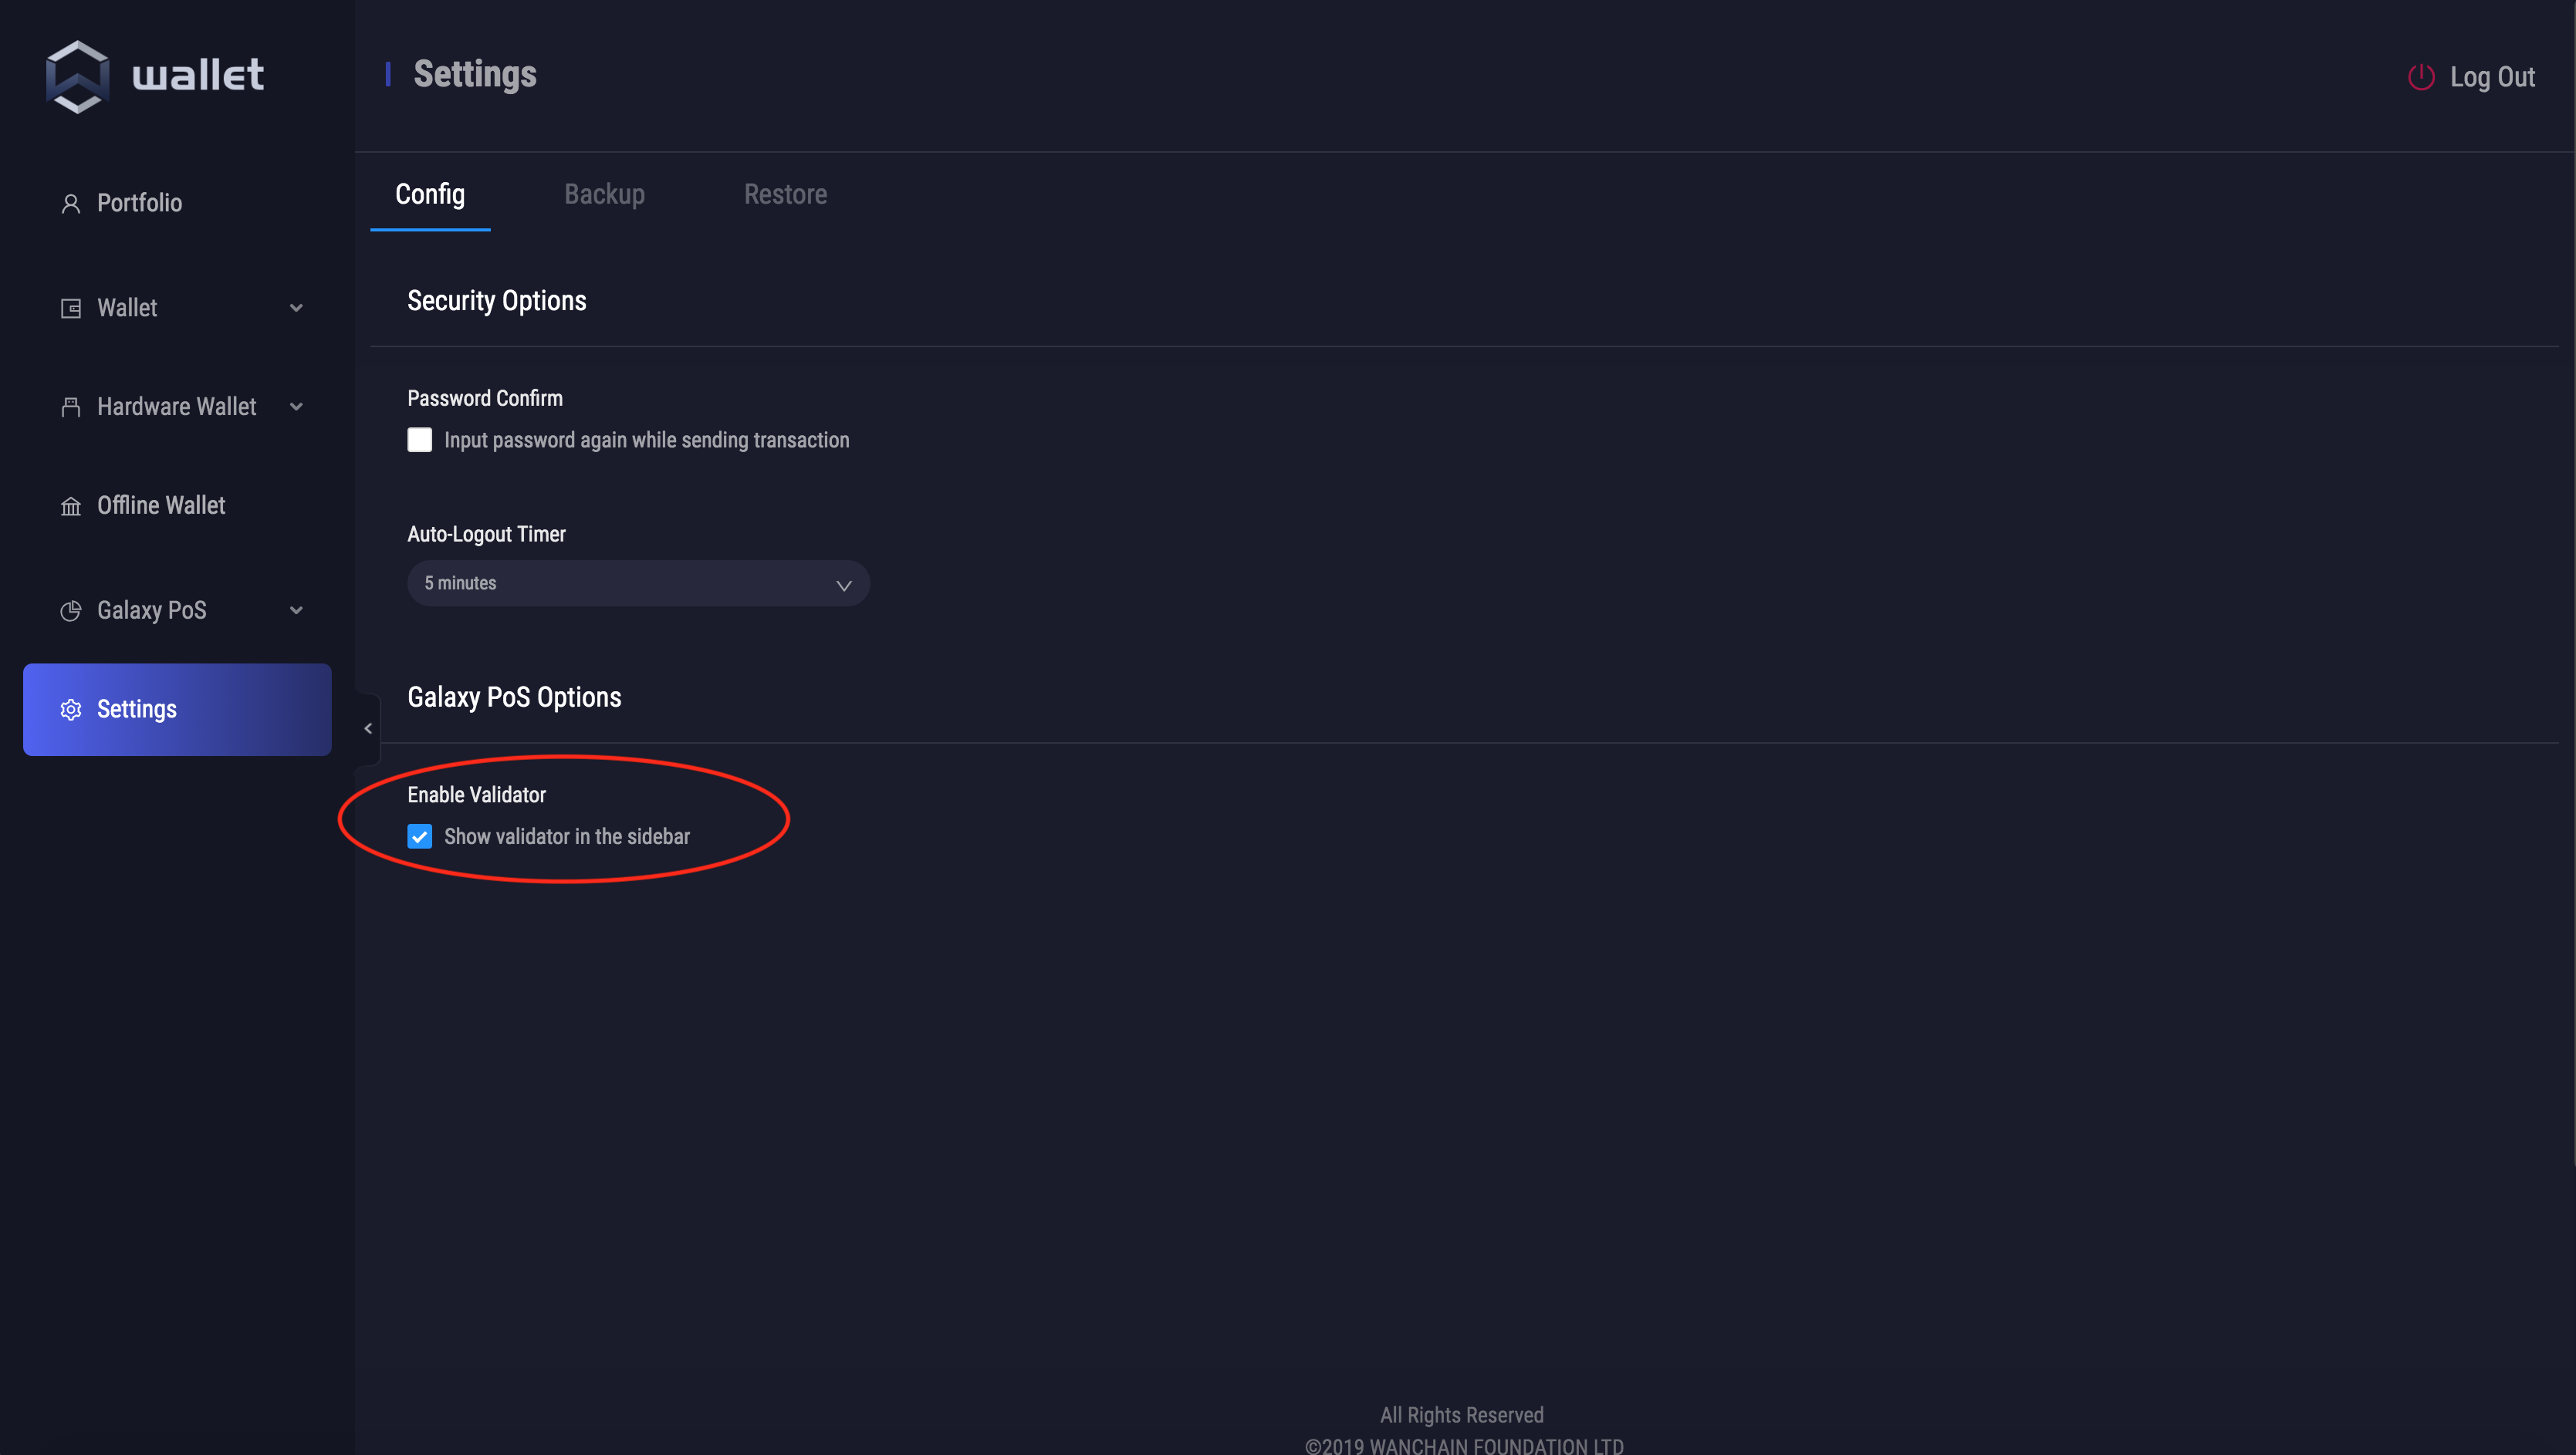 wallet
Settings
Log Out
Portfolio
Wallet
Hardware Wallet
Offline Wallet
Galaxy PoS
Settings
Config Backup Restore
Security Options
Password Confirm
Input password again while sending transaction
Auto-Logout Timer
5 minutes
Galaxy PoS Options
Enable Validator
Show validator in the sidebar
All Rights Reserved
©2019 WANCHAIN FOUNDATION LTD